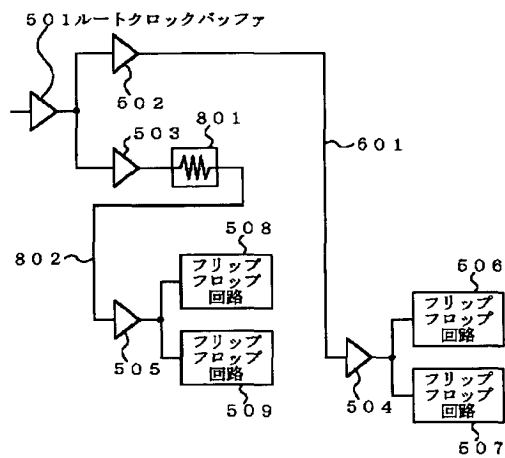 501ルートクロックバッファ
502
503
801
601
802
508
フリップ
フロップ
回路
フリップ
フロップ
回路
505
509
506
フリップ
フロップ
回路
フリップ
フロップ
回路
504
507